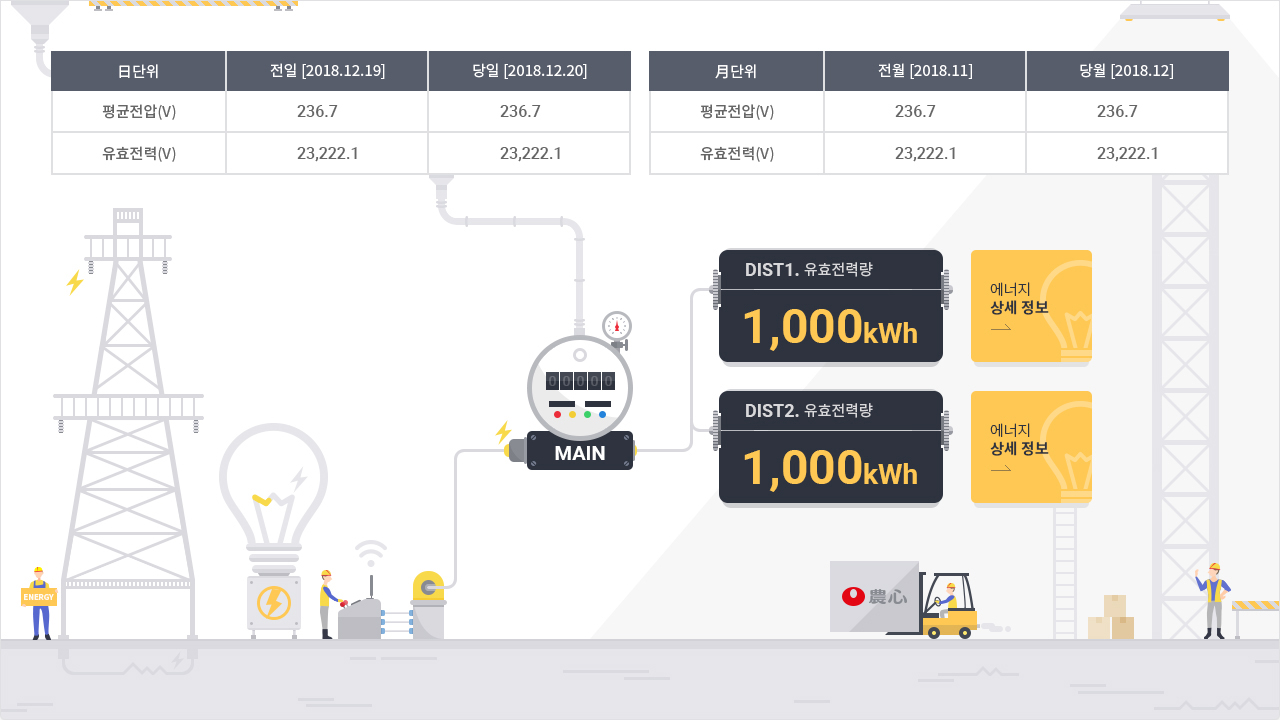 日단위 전일 [2018.12.19] 당일 [2018.12.20]
평균전압(V) 236.7 236.7
유효전력(V) 23,222.1 23,222.1
月단위 전월 [2018.11] 당월 [2018.12]
평균전압(V) 236.7 236.7
유효전력(V) 23,222.1 23,222.1
DIST1. 유효전력량
1,000kWh
에너지
상세 정보
00000
MAIN
DIST2. 유효전력량
1,000kWh
에너지
상세 정보
ENERGY
農心